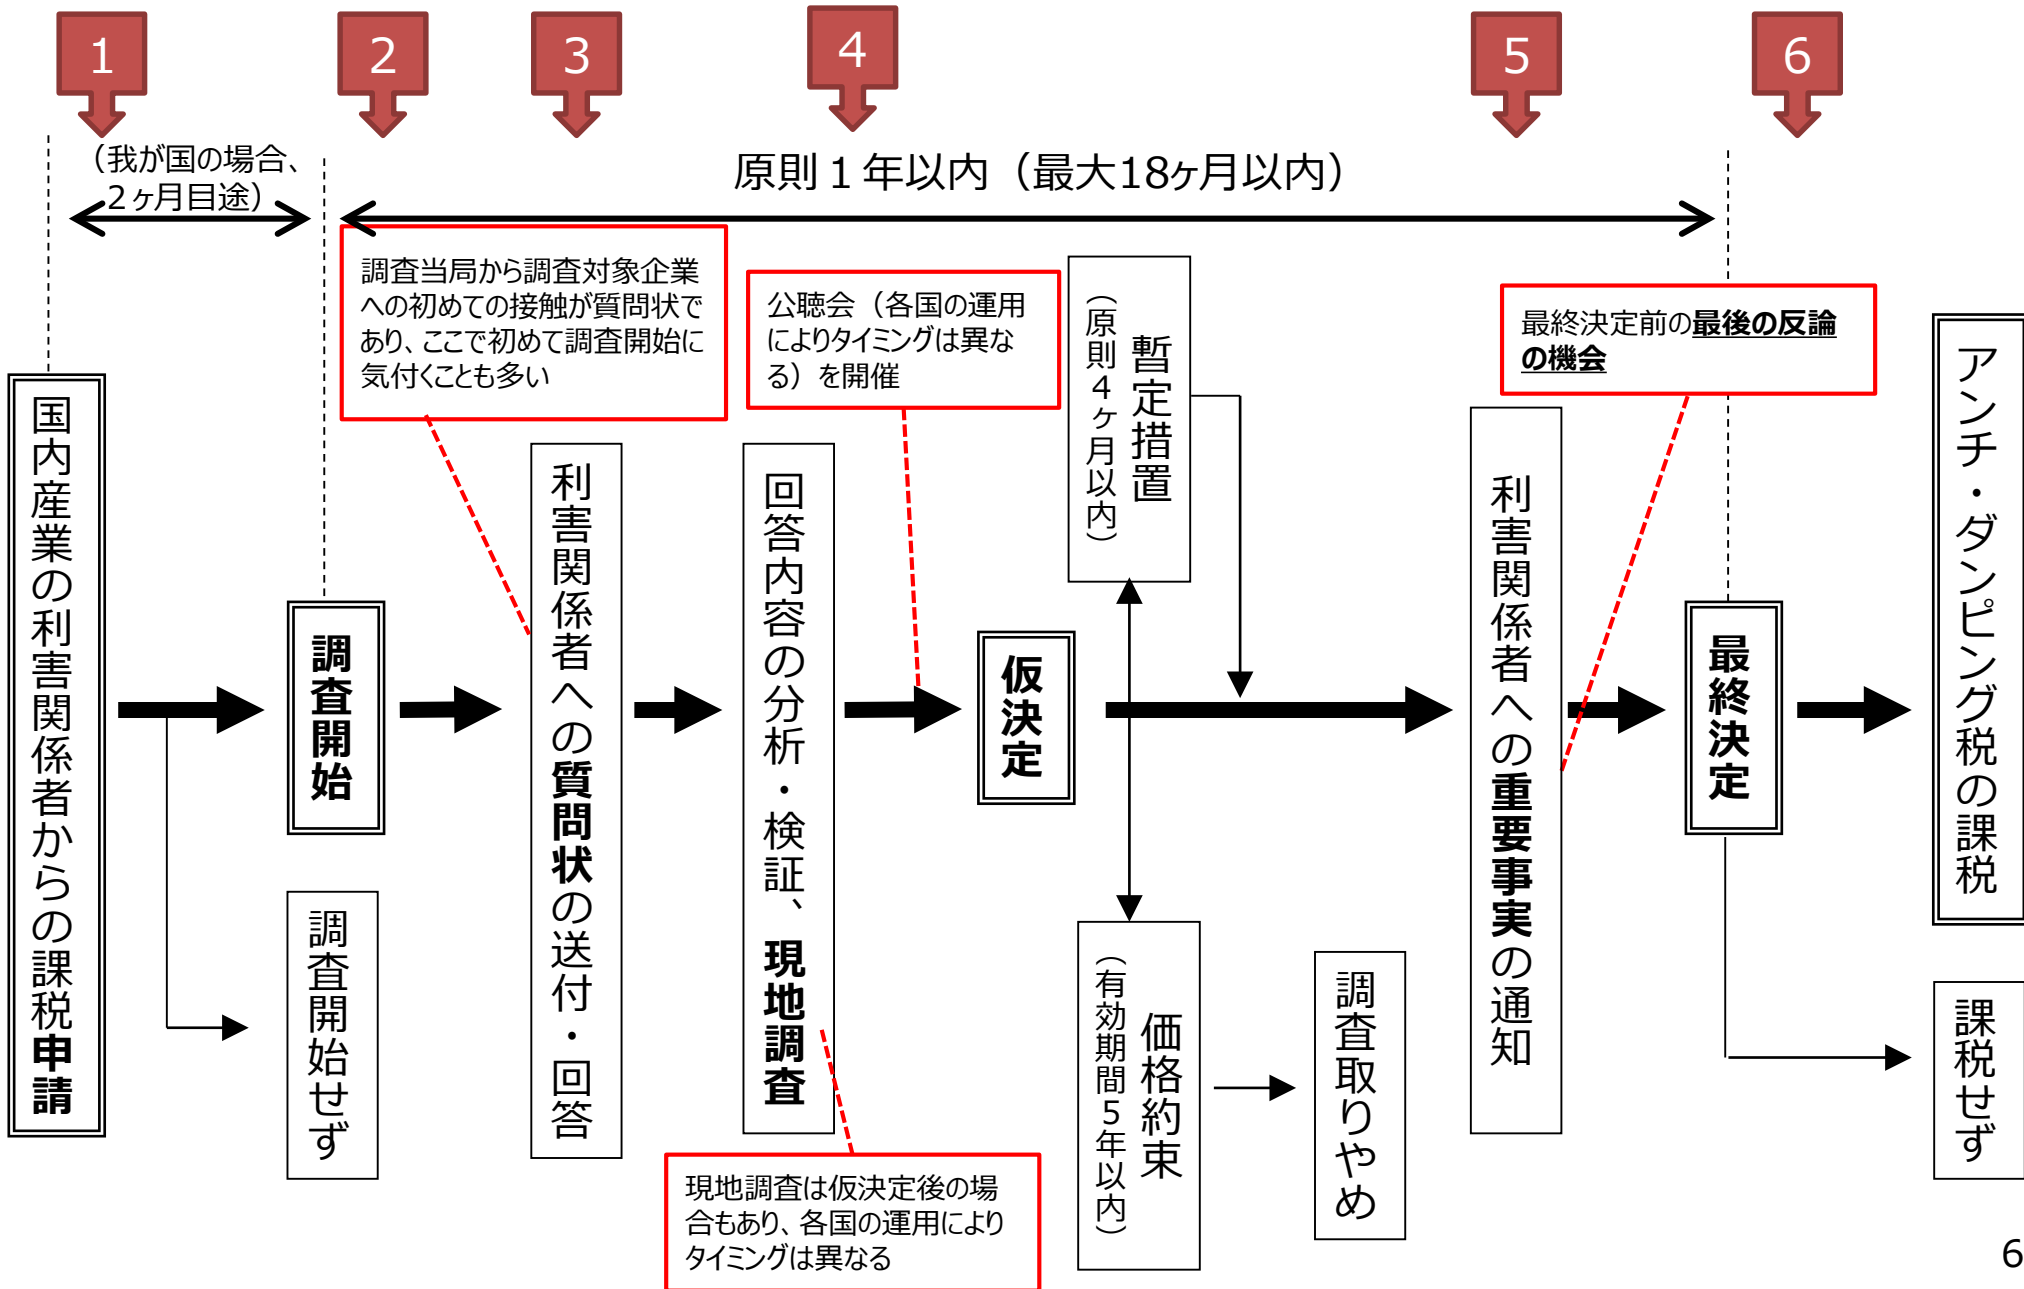 1
2
3
4
5
6
（我が国の場合、
２ヶ月目途）
原則１年以内（最大18ヶ月以内）
調査当局から調査対象企業
への初めての接触が質問状で
あり、ここで初めて調査開始に
気付くことも多い
公聴会（各国の運用
によりタイミングは異な
る）を開催
最終決定前の最後の反論
の機会
国内産業の利害関係者からの課税申請
調査開始
調査開始せず
利害関係者への質問状の送付・回答
回答内容の分析・検証、現地調査
仮決定
暫定措置
（原則４ヶ月以内）
価格約束
（有効期間５年以内）
調査取りやめ
利害関係者への重要事実の通知
最終決定
アンチ・ダンピング税の課税
課税せず
現地調査は仮決定後の場
合もあり、各国の運用により
タイミングは異なる
6